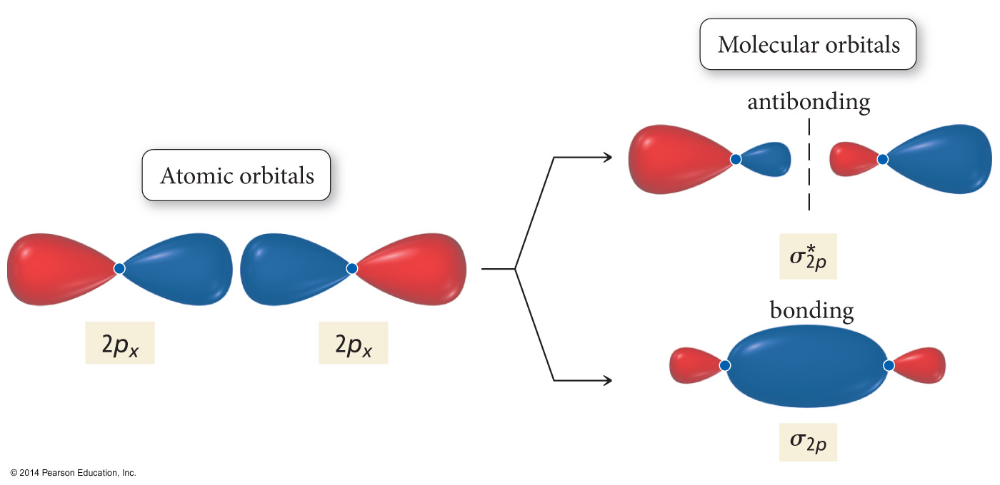 Molecular orbitals
antibonding
Atomic orbitals
σ*2p
bonding
2px
2px
σ2p
© 2014 Pearson Education, Inc.